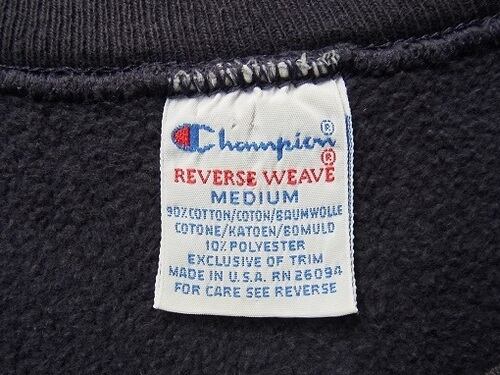 Champion®
REVERSE WEAVE®
MEDIUM
90% COTTON/COTON/BAUMWOLLE
COTONE/KATOEN/BOMULD
10% POLYESTER
EXCLUSIVE OF TRIM
MADE IN U.S.A. RN 26094
FOR CARE SEE REVERSE